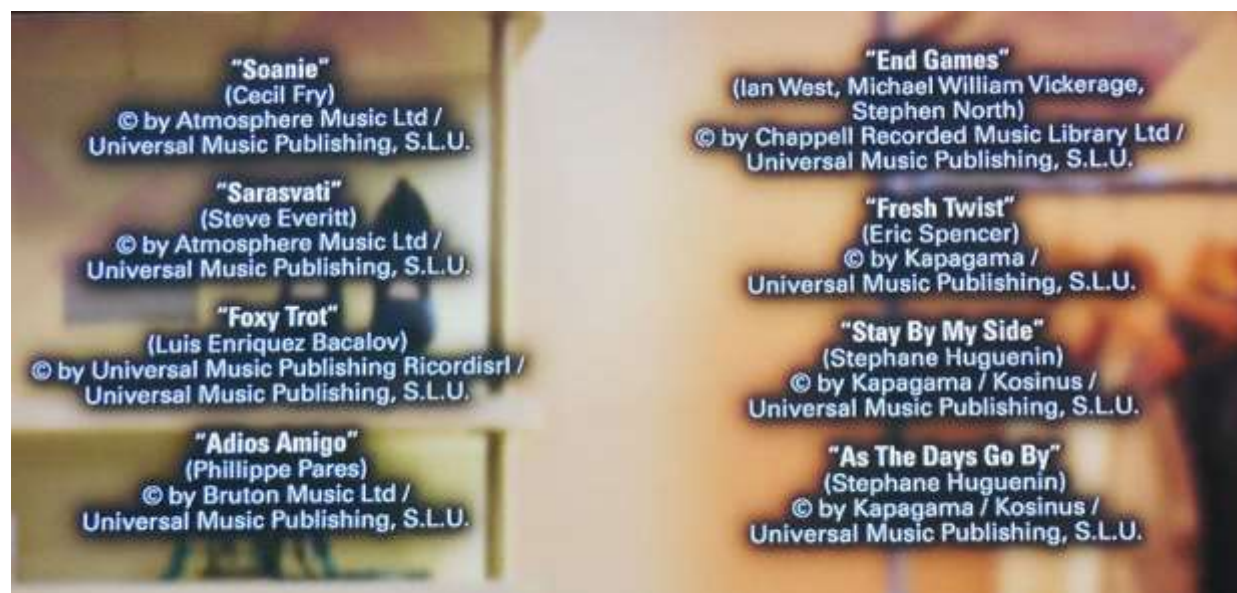 "Soanie"
(Cecil Fry)
© by Atmosphere Music Ltd /
Universal Music Publishing, S.L.U.
"Sarasvati"
(Steve Everitt)
© by Atmosphere Music Ltd /
Universal Music Publishing, S.L.U.
"Foxy Trot"
(Luis Enriquez Bacalov)
© by Universal Music Publishing Ricordisrl /
Universal Music Publishing, S.L.U.
"Adios Amigo"
(Phillippe Pares)
© by Bruton Music Ltd /
Universal Music Publishing, S.L.U.
"End Games"
(Ian West, Michael William Vickerage,
Stephen North)
© by Chappell Recorded Music Library Ltd /
Universal Music Publishing, S.L.U.
"Fresh Twist"
(Eric Spencer)
© by Kapagama /
Universal Music Publishing, S.L.U.
"Stay By My Side"
(Stephane Huguenin)
© by Kapagama / Kosinus /
Universal Music Publishing, S.L.U.
"As The Days Go By"
(Stephane Huguenin)
© by Kapagama / Kosinus /
Universal Music Publishing, S.L.U.